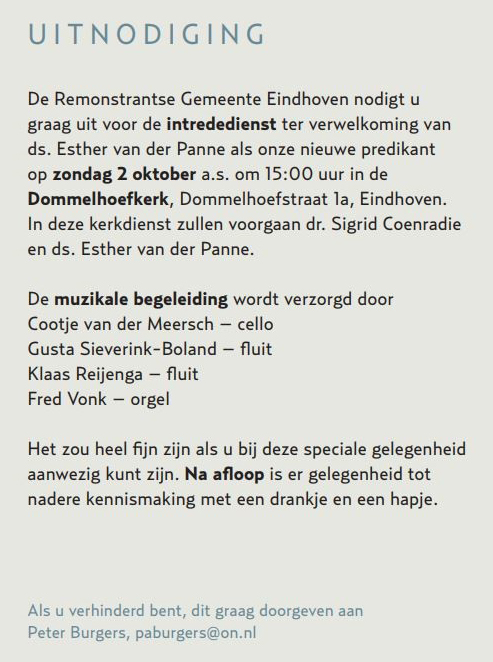 UITNODIGING
De Remonstrantse Gemeente Eindhoven nodigt u
graag uit voor de intrededienst ter verwelkoming van
ds. Esther van der Panne als onze nieuwe predikant
op zondag 2 oktober a.s. om 15:00 uur in de
Dommelhoefkerk, Dommelhoefstraat 1a, Eindhoven.
In deze kerkdienst zullen voorgaan dr. Sigrid Coenradie
en ds. Esther van der Panne.
De muzikale begeleiding wordt verzorgd door
Cootje van der Meersch – cello
Gusta Sieverink-Boland – fluit
Klaas Reijenga – fluit
Fred Vonk – orgel
Het zou heel fijn zijn als u bij deze speciale gelegenheid
aanwezig kunt zijn. Na afloop is er gelegenheid tot
nadere kennismaking met een drankje en een hapje.
Als u verhinderd bent, dit graag doorgeven aan
Peter Burgers, paburgers@on.nl